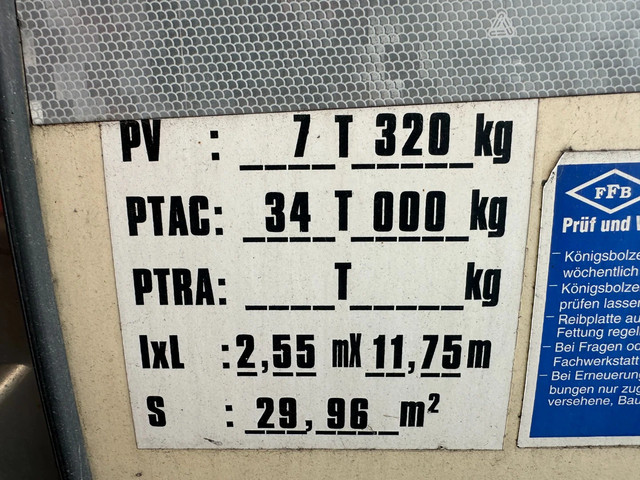 PV : 7 T 320 kg
PTAC: 34 T 000 kg
PTRA: T kg
lxL : 2,55 mX 11,75 m
S : 29,96 m²
FFB
Prüf und
– Königsbolze
wöchentlich
– Königsbolze
prüfen lassen
– Reibplatte au
Fettung regel
– Bei Fragen od
Fachwerkstatt
– Bei Erneuerung
bungen nur zug
versehene, Bau